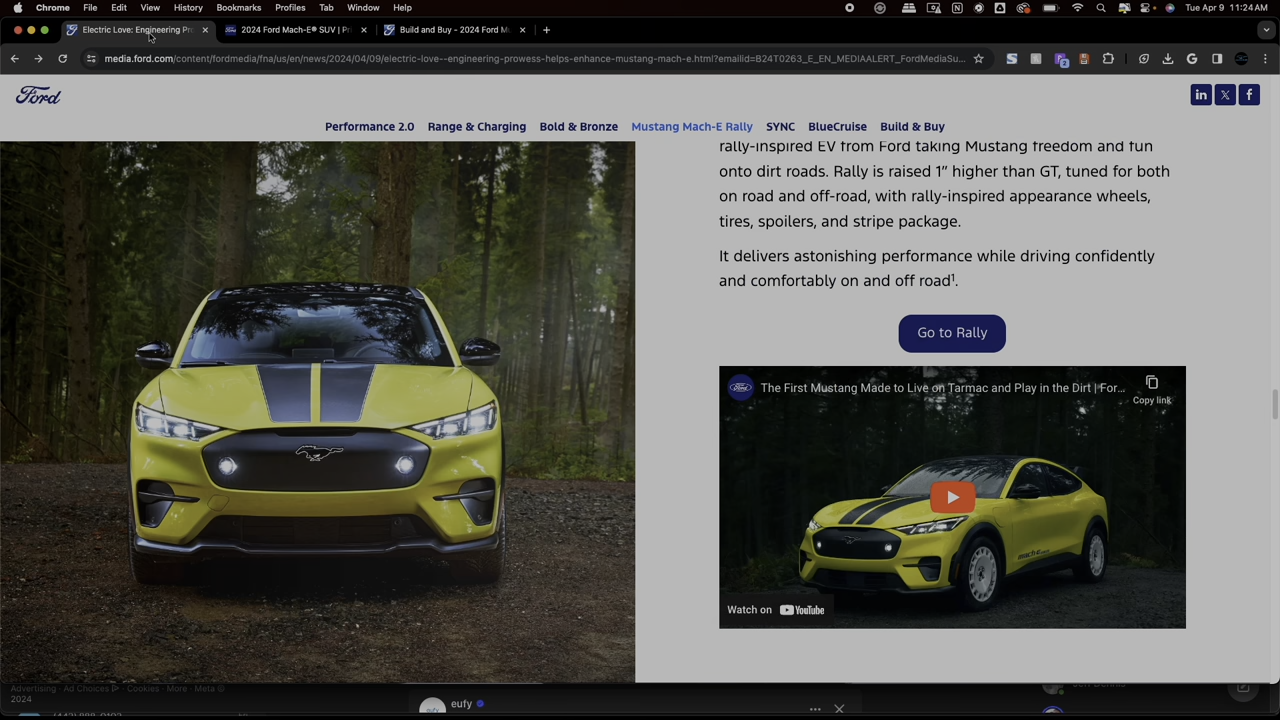 Chrome File Edit View History Bookmarks Profiles Tab Window Help Tue Apr 9 11:24 AM
Electric Love: Engineering Pr 2024 Ford Mach-E® SUV | Pr Build and Buy - 2024 Ford M
media.ford.com/content/fordmedia/fna/us/en/news/2024/04/09/electric-love--engineering-prowess-helps-enhance-mustang-mach-e.html?emailid=B24T0263_E_EN_MEDIAALERT_FordMediaSu...
Ford
Performance 2.0 Range & Charging Bold & Bronze Mustang Mach-E Rally SYNC BlueCruise Build & Buy
rally-inspired EV from Ford taking Mustang freedom and fun
onto dirt roads. Rally is raised 1” higher than GT, tuned for both
on road and off-road, with rally-inspired appearance wheels,
tires, spoilers, and stripe package.
It delivers astonishing performance while driving confidently
and comfortably on and off road¹.
Go to Rally
The First Mustang Made to Live on Tarmac and Play in the Dirt | For...
Copy link
Watch on YouTube
Advertising · Ad Choices · Cookies · More · Meta ©
2024
eufy